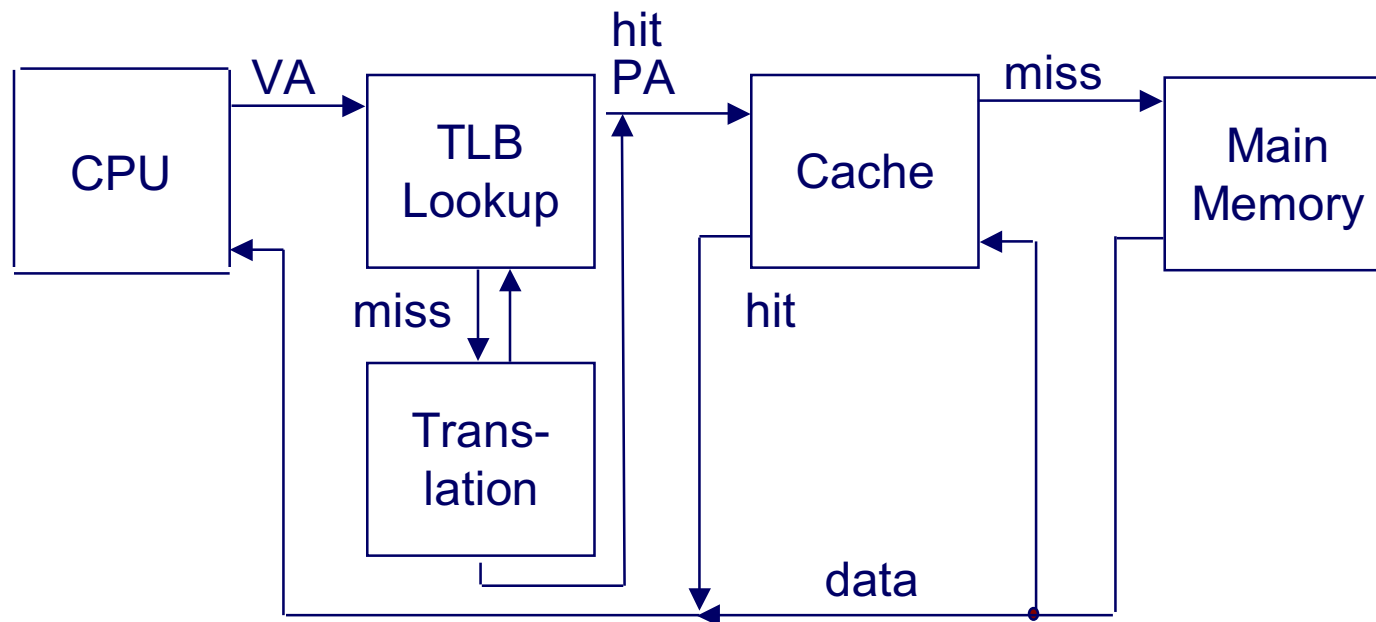 CPU
VA
TLB
Lookup
hit
PA
Cache
miss
Main
Memory
miss
Trans-
lation
hit
data